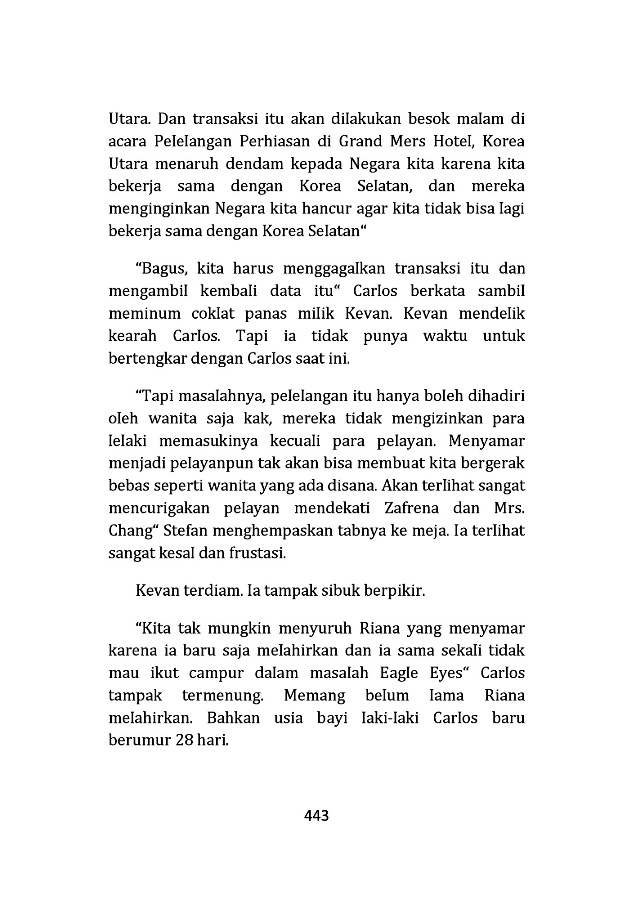 Utara. Dan transaksi itu akan dilakukan besok malam di
acara Pelelangan Perhiasan di Grand Mers Hotel, Korea
Utara menaruh dendam kepada Negara kita karena kita
bekerja sama dengan Korea Selatan, dan mereka
menginginkan Negara kita hancur agar kita tidak bisa lagi
bekerja sama dengan Korea Selatan“
“Bagus, kita harus menggagalkan transaksi itu dan
mengambil kembali data itu“ Carlos berkata sambil
meminum coklat panas milik Kevan. Kevan mendelik
kearah Carlos. Tapi ia tidak punya waktu untuk
bertengkar dengan Carlos saat ini.
“Tapi masalahnya, pelelangan itu hanya boleh dihadiri
oleh wanita saja kak, mereka tidak mengizinkan para
lelaki memasukinya kecuali para pelayan. Menyamar
menjadi pelayanpun tak akan bisa membuat kita bergerak
bebas seperti wanita yang ada disana. Akan terlihat sangat
mencurigakan pelayan mendekati Zafrena dan Mrs.
Chang“ Stefan menghempaskan tabnya ke meja. Ia terlihat
sangat kesal dan frustasi.
Kevan terdiam. Ia tampak sibuk berpikir.
“Kita tak mungkin menyuruh Riana yang menyamar
karena ia baru saja melahirkan dan ia sama sekali tidak
mau ikut campur dalam masalah Eagle Eyes“ Carlos
tampak termenung. Memang belum lama Riana
melahirkan. Bahkan usia bayi laki-laki Carlos baru
berumur 28 hari.
443